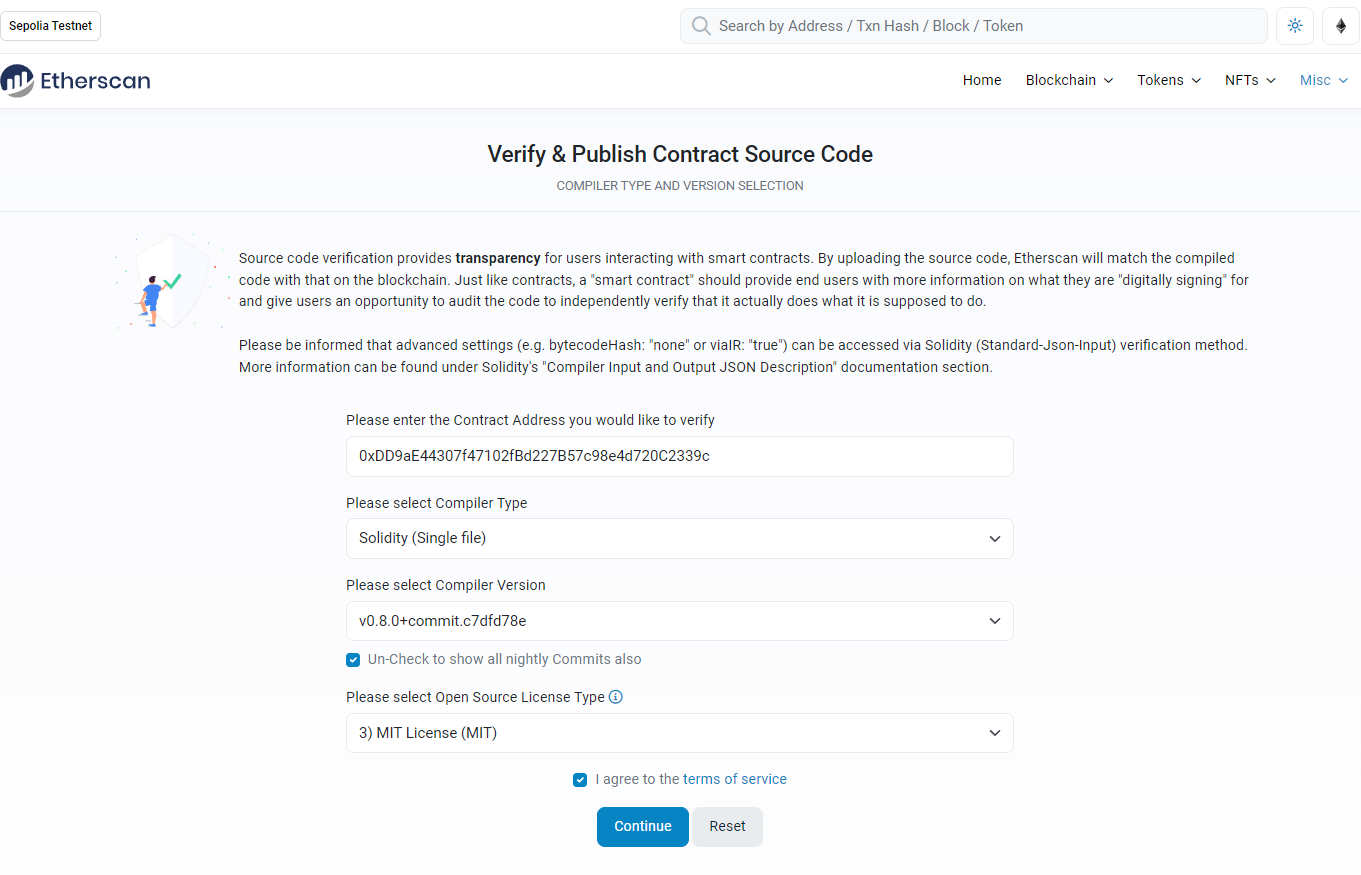 Sepolia Testnet
Search by Address / Txn Hash / Block / Token
Etherscan
Home Blockchain Tokens NFTs Misc
Verify & Publish Contract Source Code
COMPILER TYPE AND VERSION SELECTION
Source code verification provides transparency for users interacting with smart contracts. By uploading the source code, Etherscan will match the compiled
code with that on the blockchain. Just like contracts, a "smart contract" should provide end users with more information on what they are "digitally signing" for
and give users an opportunity to audit the code to independently verify that it actually does what it is supposed to do.
Please be informed that advanced settings (e.g. bytecodeHash: "none" or viaIR: "true") can be accessed via Solidity (Standard-Json-Input) verification method.
More information can be found under Solidity's "Compiler Input and Output JSON Description" documentation section.
Please enter the Contract Address you would like to verify
0xDD9aE44307f47102fBd227B57c98e4d720C2339c
Please select Compiler Type
Solidity (Single file)
Please select Compiler Version
v0.8.0+commit.c7dfd78e
Un-Check to show all nightly Commits also
Please select Open Source License Type
3) MIT License (MIT)
I agree to the terms of service
Continue Reset